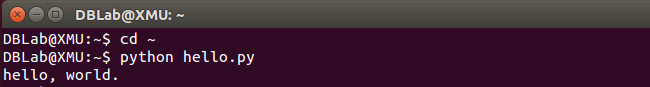 DBLab@XMU: ~
DBLab@XMU:~$ cd ~
DBLab@XMU:~$ python hello.py
hello, world.